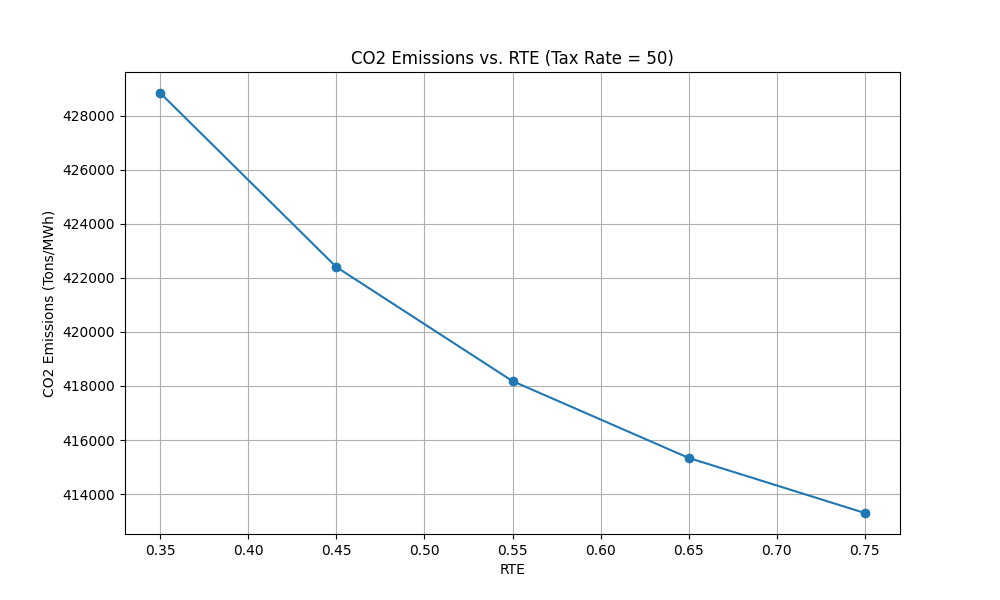 CO2 Emissions vs. RTE (Tax Rate = 50)
CO2 Emissions (Tons/MWh)
428000
426000
424000
422000
420000
418000
416000
414000
0.35 0.40 0.45 0.50 0.55 0.60 0.65 0.70 0.75
RTE